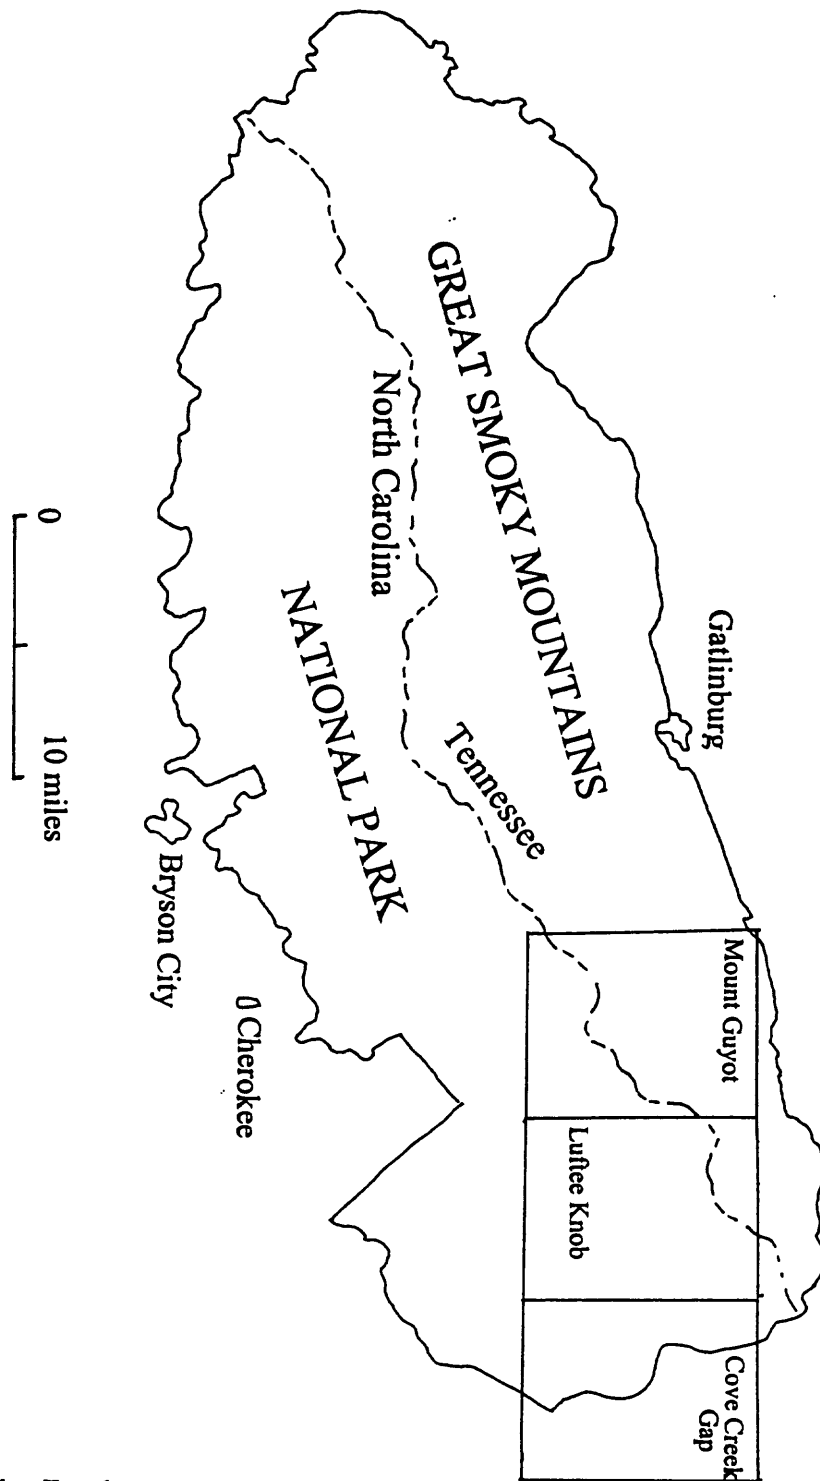 GREAT SMOKY MOUNTAINS
NATIONAL PARK
North Carolina
Tennessee
Gatlinburg
Bryson City
Cherokee
Mount Guyot
Luftee Knob
Cove Creek
Gap
0
10 miles